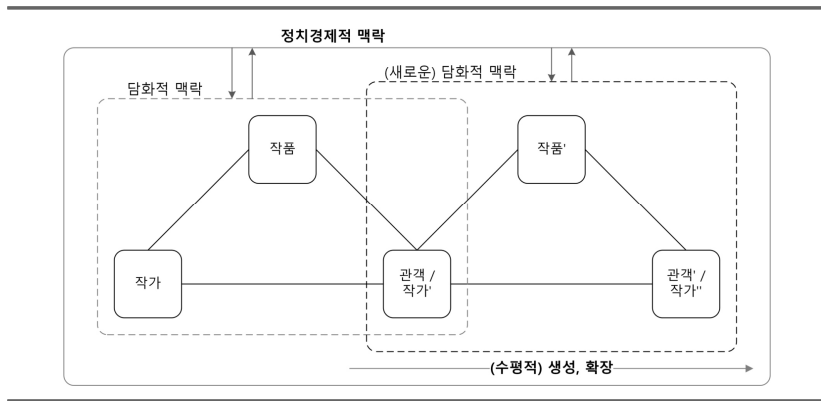 정치경제적 맥락
(새로운) 담화적 맥락
담화적 맥락
작품
작품'
작가
관객 /
작가'
관객' /
작가''
(수평적) 생성, 확장